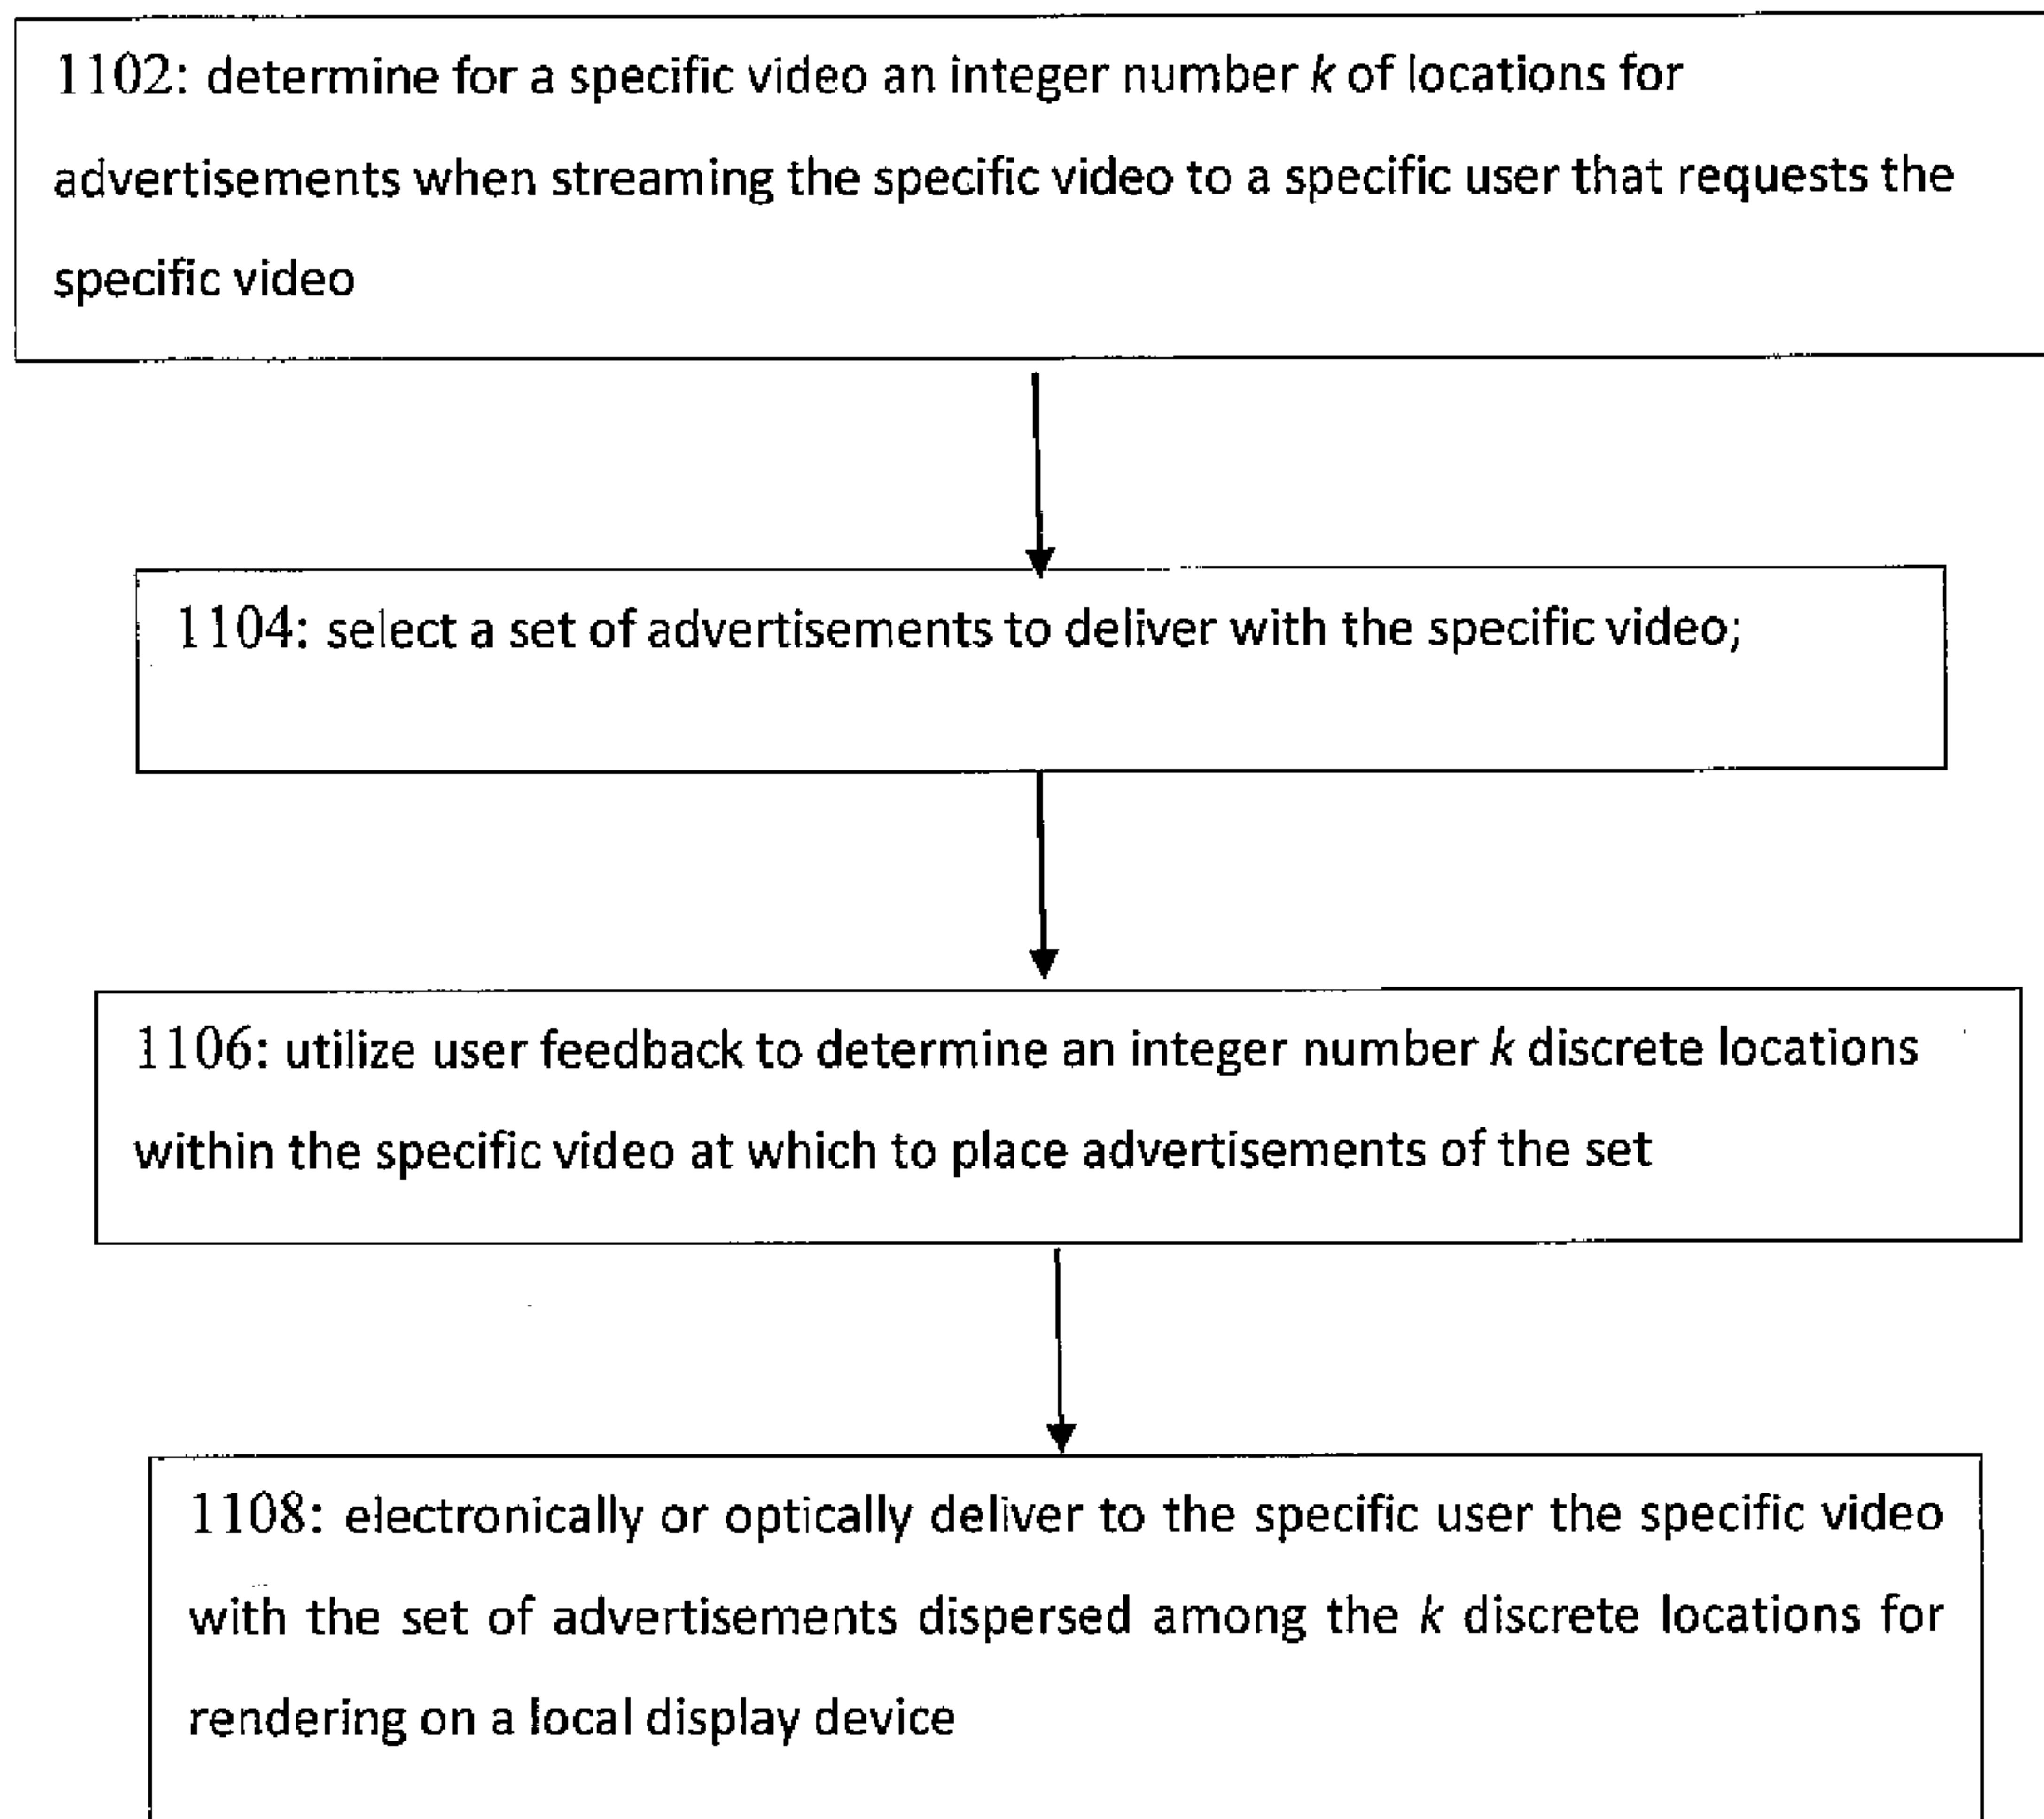 1102: determine for a specific video an integer number k of locations for
advertisements when streaming the specific video to a specific user that requests the
specific video
1104: select a set of advertisements to deliver with the specific video;
1106: utilize user feedback to determine an integer number k discrete locations
within the specific video at which to place advertisements of the set
1108: electronically or optically deliver to the specific user the specific video
with the set of advertisements dispersed among the k discrete locations for
rendering on a local display device